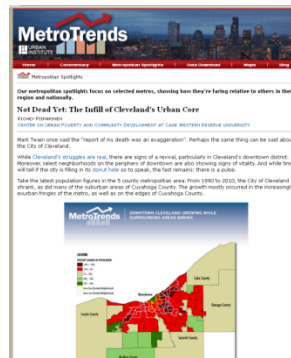 MetroTrends
URBAN
INSTITUTE
Home Commentary Metropolitan Spotlights Data Download Maps Blog
Metropolitan Spotlights
Our metropolitan spotlights focus on selected metros, showing how they're faring relative to others in their
region and nationally.
Not Dead Yet: The Infill of Cleveland's Urban Core
RICHEY PIIPARINEN
CENTER ON URBAN POVERTY AND COMMUNITY DEVELOPMENT AT CASE WESTERN RESERVE UNIVERSITY
Mark Twain once said the "report of my death was an exaggeration". Perhaps the same thing can be said about
the City of Cleveland.
While Cleveland's struggles are real, there are signs of a revival, particularly in Cleveland's downtown district.
Moreover, select neighborhoods on the periphery of downtown are also showing signs of vitality. And while time
will tell if the city is filling in its donut hole so to speak, the fact remains: there is a pulse.
Take the latest population figures in the 5 county metropolitan area. From 1990 to 2010, the City of Cleveland
shrank, as did many of the suburban areas of Cuyahoga County. The growth mostly occurred in the increasingly
exurban fringes of the metro, as well as on the edges of Cuyahoga County.
MetroTrends
DOWNTOWN CLEVELAND GROWING WHILE
SURROUNDING AREAS SHRINK
LEGEND
Lake County
Geauga County
Lorain County
Summit County
Medina County